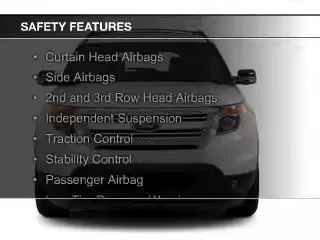 SAFETY FEATURES
• Curtain Head Airbags
• Side Airbags
• 2nd and 3rd Row Head Airbags
• Independent Suspension
• Traction Control
• Stability Control
• Passenger Airbag